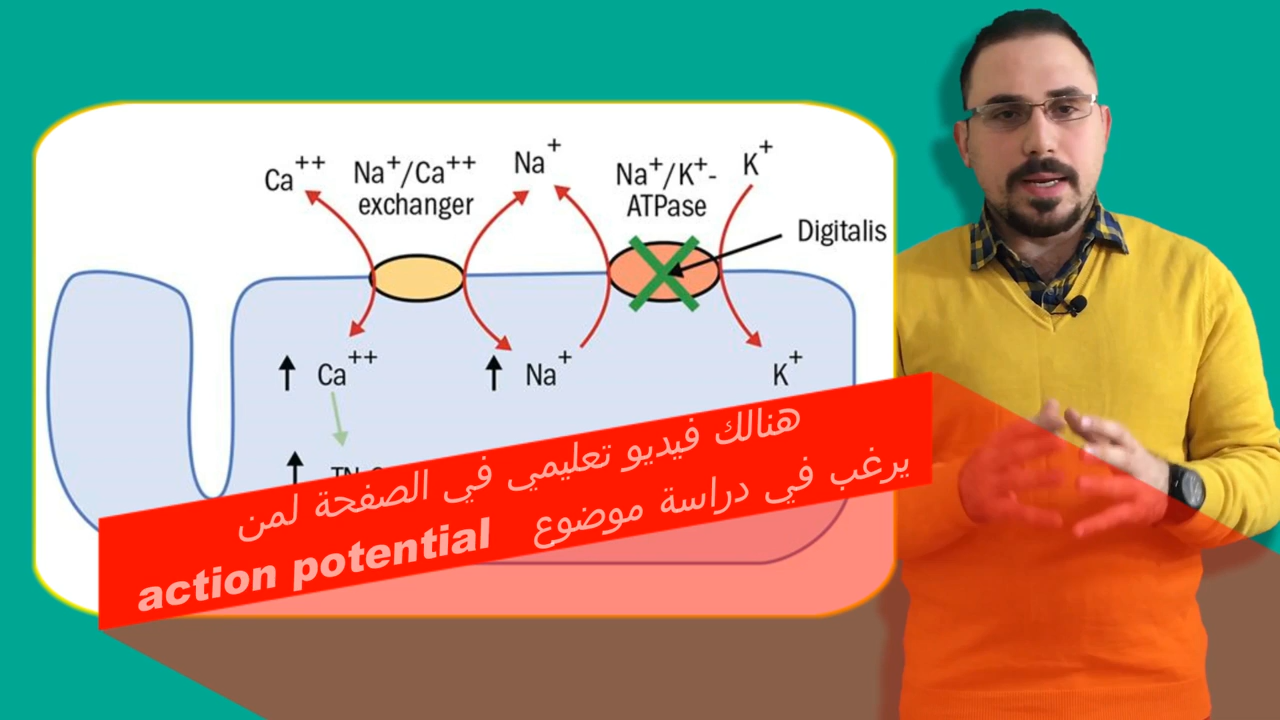 Ca++
Na+/Ca++
exchanger
Na+
Na+/K+-
ATPase
K+
Digitalis
Ca++
Na+
K+
هنالك فيديو تعليمي في الصفحة لمن
يرغب في دراسة موضوع action potential